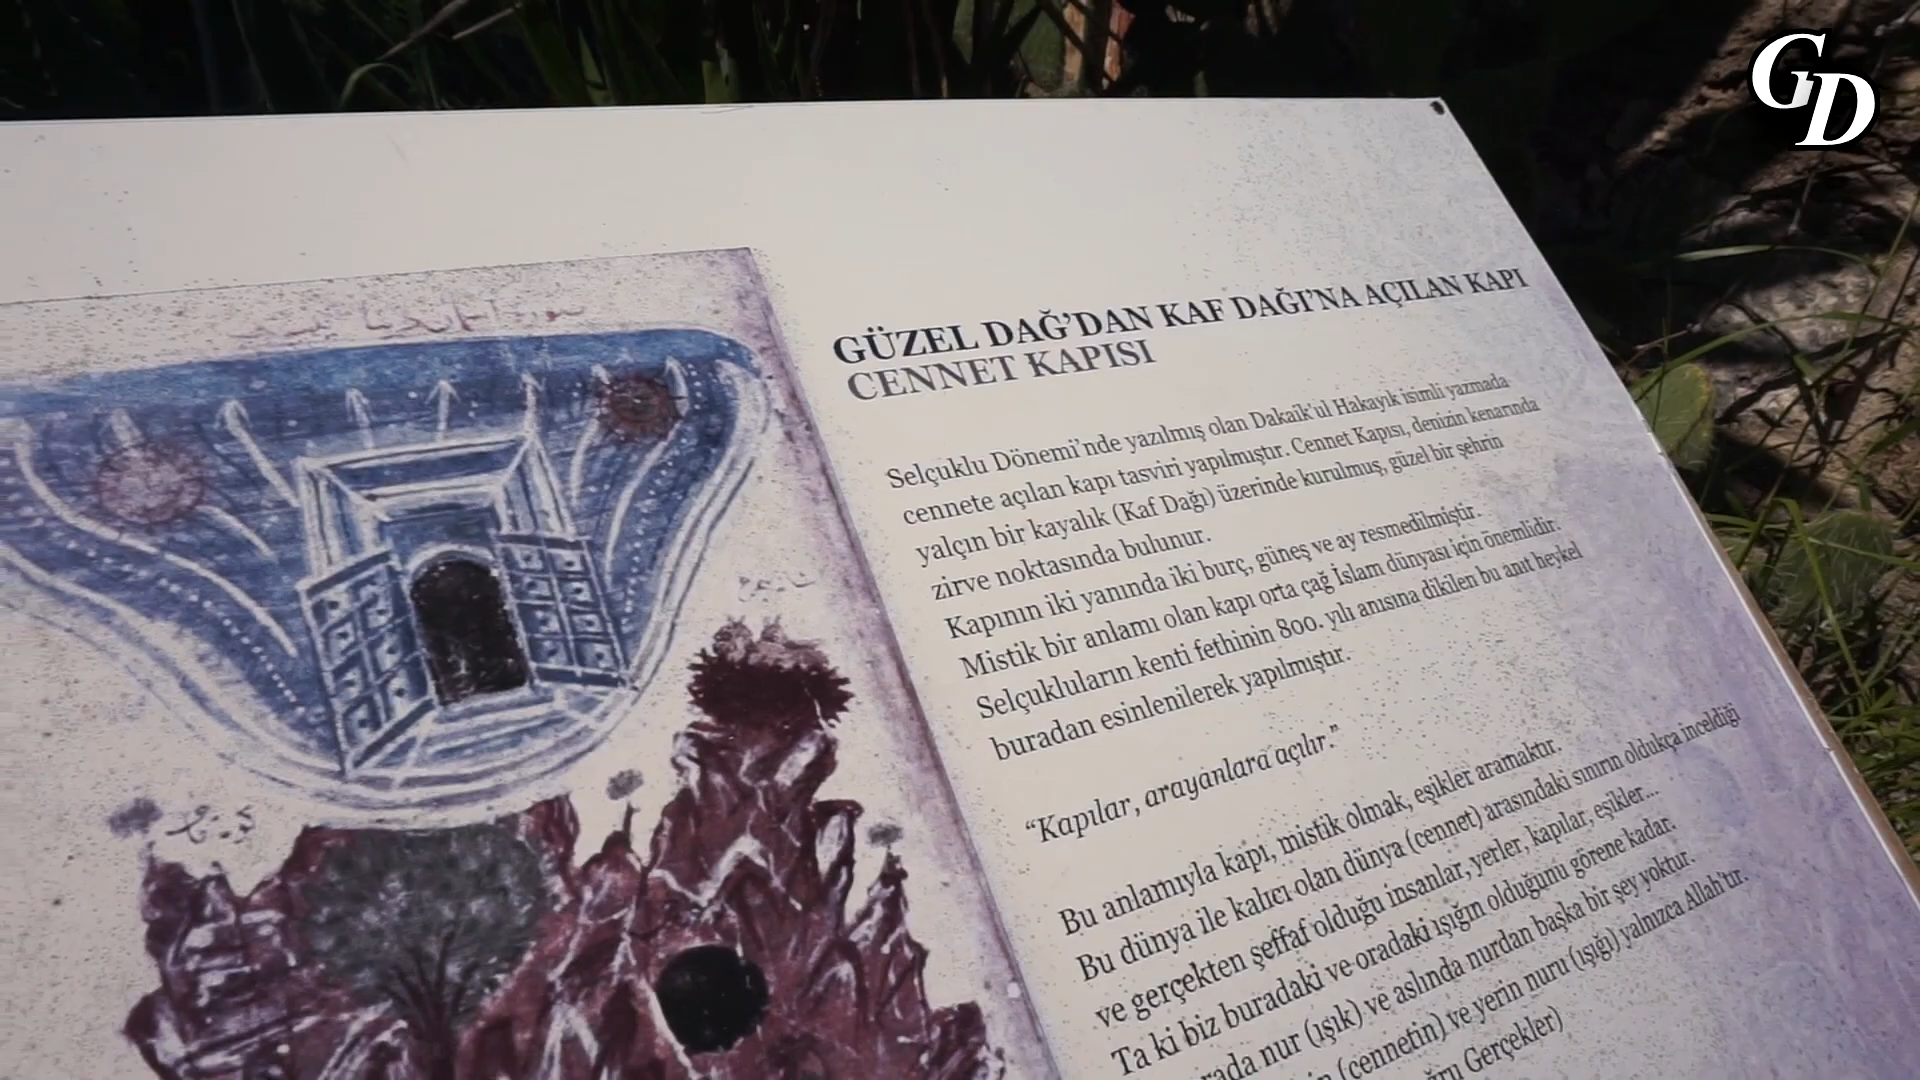 GD
GÜZEL DAĞ’DAN KAF DAĞI’NA AÇILAN KAPI
CENNET KAPISI
Selçuklu Dönemi’nde yazılmış olan Dakaik’ul Hakayık isimli yazmada
cennete açılan kapı tasviri yapılmıştır. Cennet Kapısı, denizin kenarında
yalçın bir kayalık (Kaf Dağı) üzerinde kurulmuş, güzel bir şehrin
zirve noktasında bulunur.
Kapının iki yanında iki burç, güneş ve ay resmedilmiştir.
Mistik bir anlamı olan kapı orta çağ İslam dünyası için önemlidir.
Selçukluların kenti fethinin 800. yılı anısına dikilen bu anıt heykel
buradan esinlenilerek yapılmıştır.
“Kapılar, arayanlara açılır.”
Bu anlamıyla kapı, mistik olmak, eşikler aramaktır.
Bu dünya ile kalıcı olan dünya (cennet) arasındaki sınırın oldukça inceldiği
ve gerçekten şeffaf olduğu insanlar, yerler, kapılar, eşikler...
Ta ki biz buradaki ve oradaki ışığın olduğunu görene kadar.
nur (ışık) ve aslında nurdan başka bir şey yoktur.
(cennetin) ve yerin nuru (ışığı) yalnızca Allah’tır.
Gerçekler)